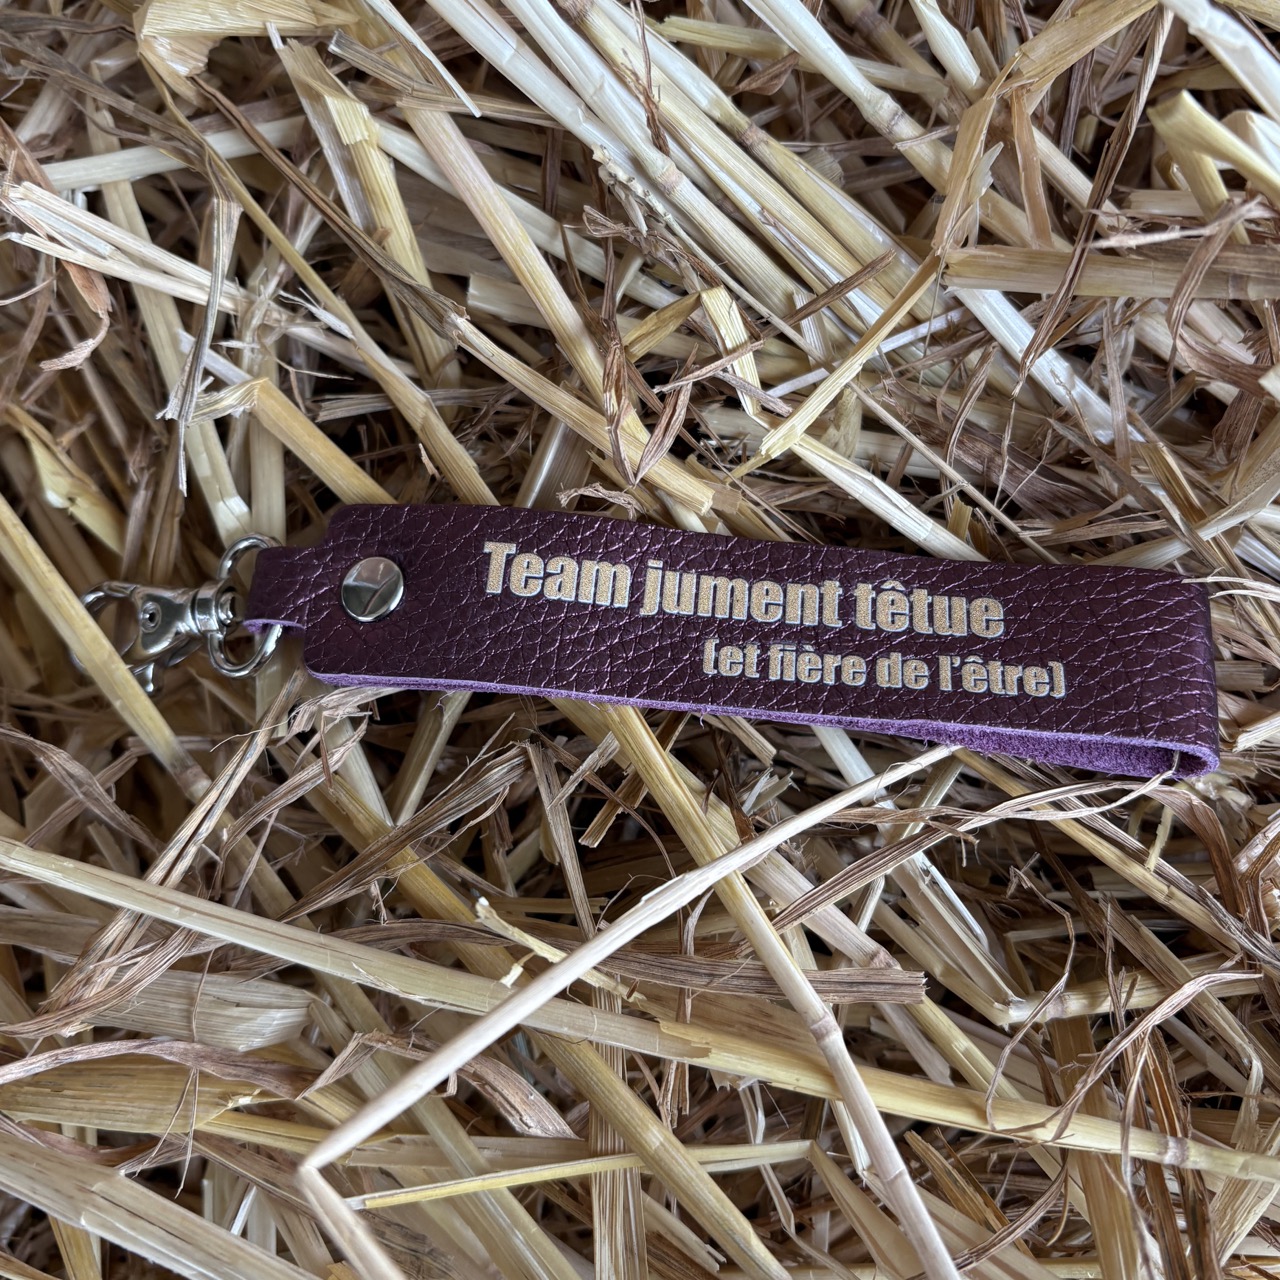 Team jument têtue
(et fière de l'être)